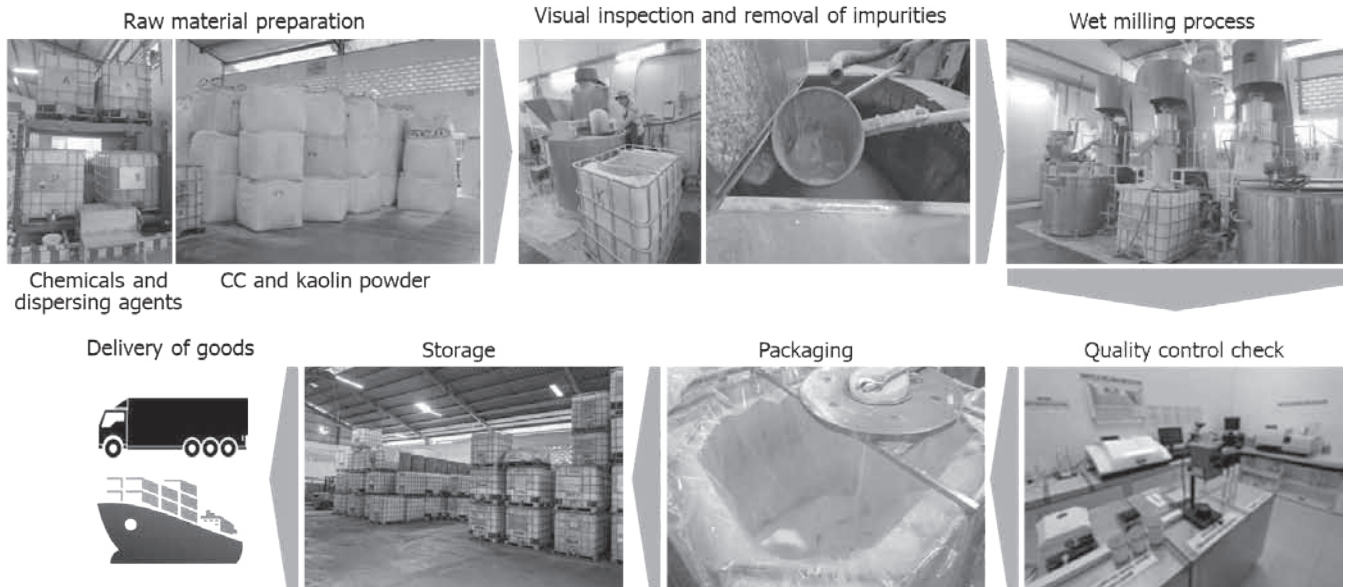 Raw material preparation
Visual inspection and removal of impurities
Wet milling process
Chemicals and
dispersing agents
CC and kaolin powder
Delivery of goods
Storage
Packaging
Quality control check